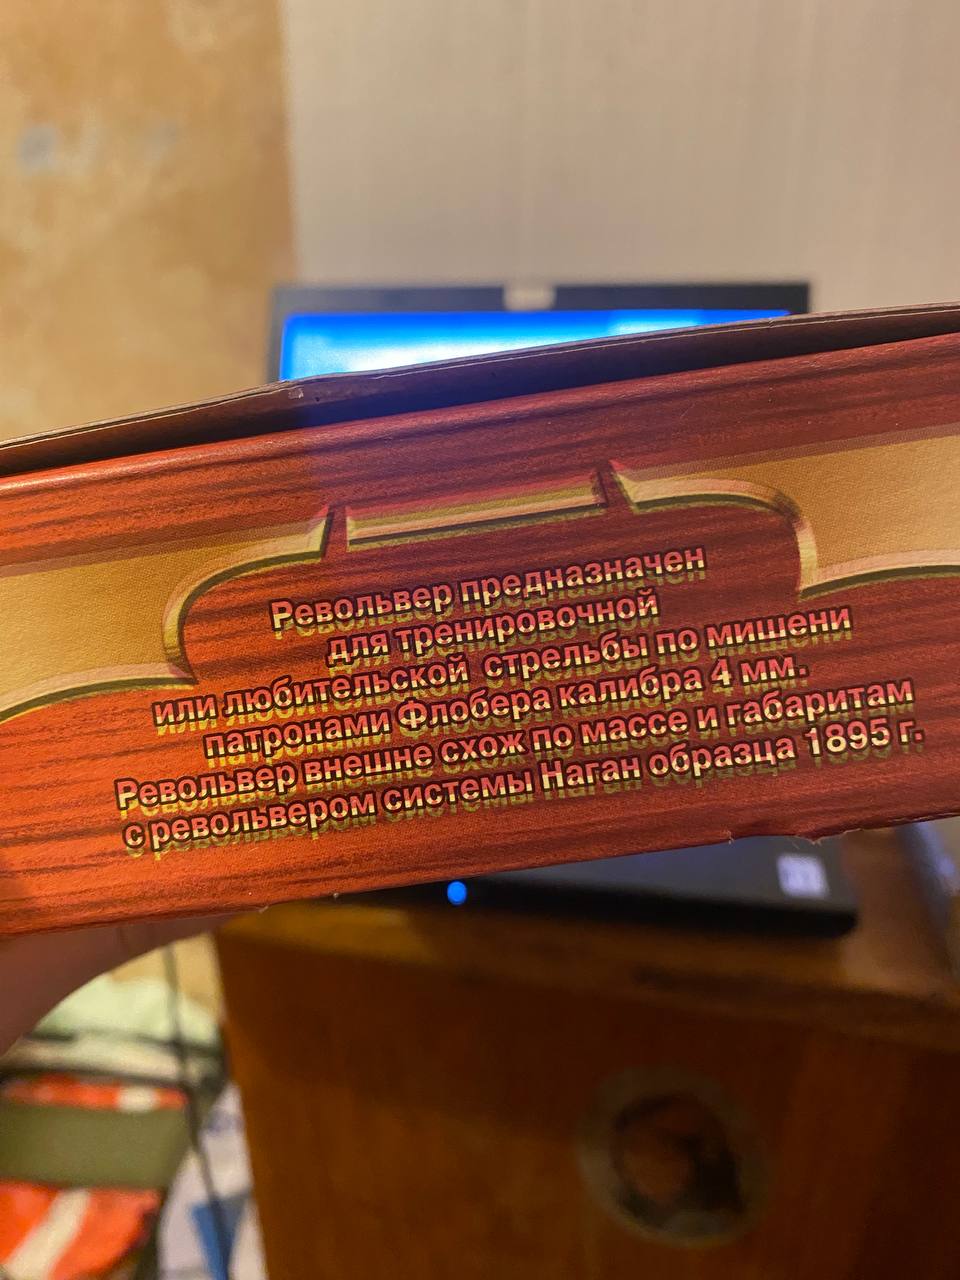 Револьвер предназначен
для тренировочной
или любительской стрельбы по мишени
патронами Флобера калибра 4 мм.
Револьвер внешне схож по массе и габаритам
с револьвером системы Наган образца 1895 г.